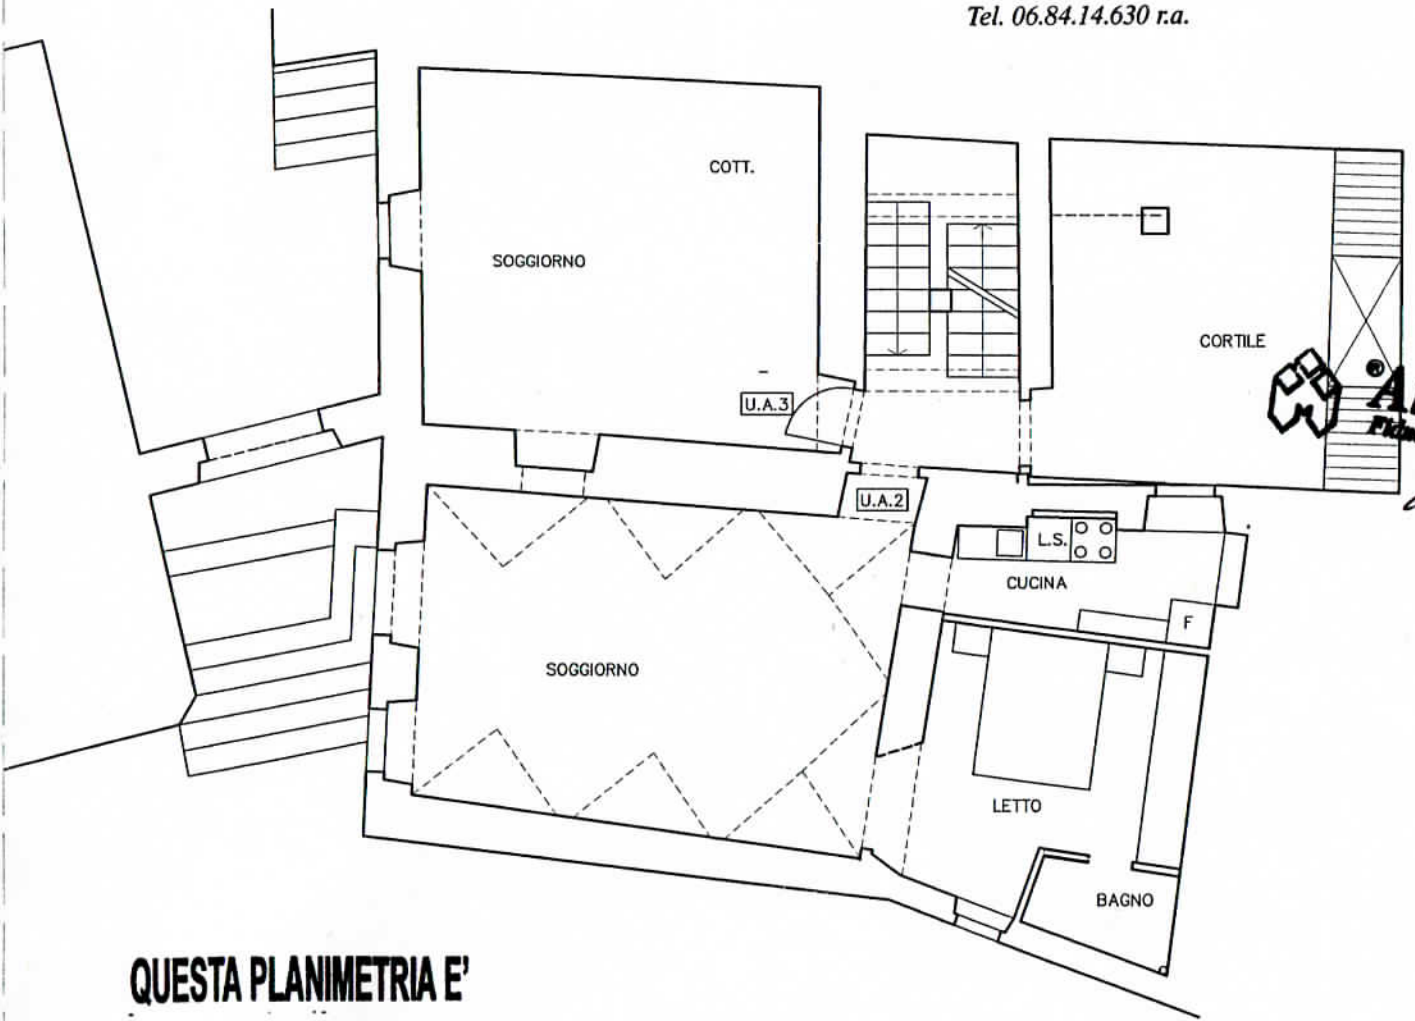 Tel. 06.84.14.630 r.a.
COTT.
SOGGIORNO
CORTILE
®
U.A.3
U.A.2
L.S.
CUCINA
F
SOGGIORNO
LETTO
BAGNO
QUESTA PLANIMETRIA E'